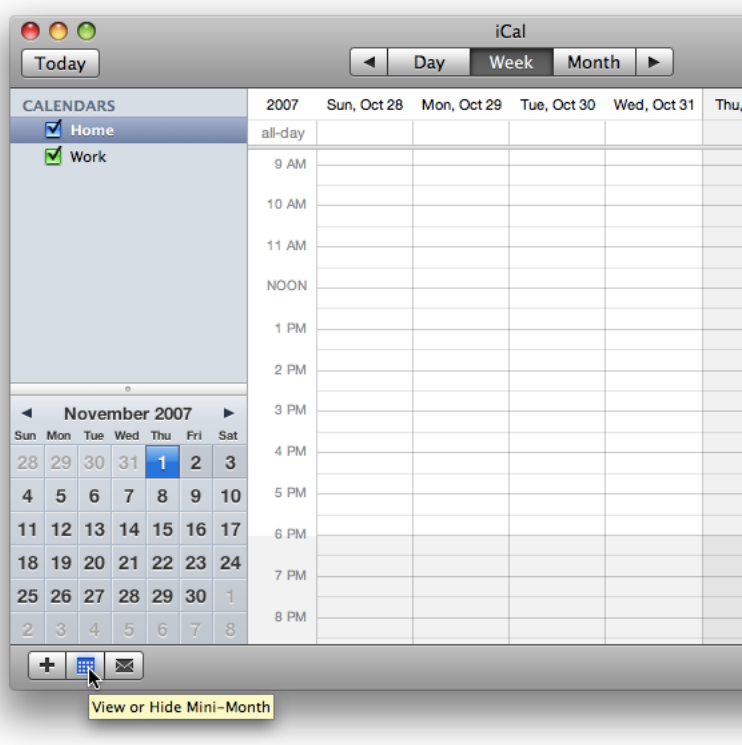 iCal
Today
◀ Day Week Month ▶
CALENDARS
Home
Work
2007 Sun, Oct 28 Mon, Oct 29 Tue, Oct 30 Wed, Oct 31 Thu,
all-day
9 AM
10 AM
11 AM
NOON
1 PM
2 PM
3 PM
4 PM
5 PM
6 PM
7 PM
8 PM
◀ November 2007 ▶
Sun Mon Tue Wed Thu Fri Sat
28 29 30 31 1 2 3
4 5 6 7 8 9 10
11 12 13 14 15 16 17
18 19 20 21 22 23 24
25 26 27 28 29 30 1
2 3 4 5 6 7 8
View or Hide Mini-Month